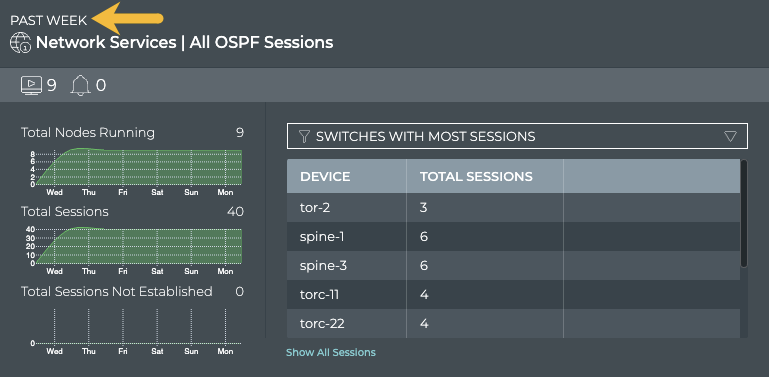 PAST WEEK
1
Network Services | All OSPF Sessions
9 0
Total Nodes Running 9
8
6
4
2
0
Wed Thu Fri Sat Sun Mon
Total Sessions 40
40
30
20
10
0
Wed Thu Fri Sat Sun Mon
Total Sessions Not Established 0
0
Wed Thu Fri Sat Sun Mon
SWITCHES WITH MOST SESSIONS
DEVICE TOTAL SESSIONS
tor-2 3
spine-1 6
spine-3 6
torc-11 4
torc-22 4
Show All Sessions